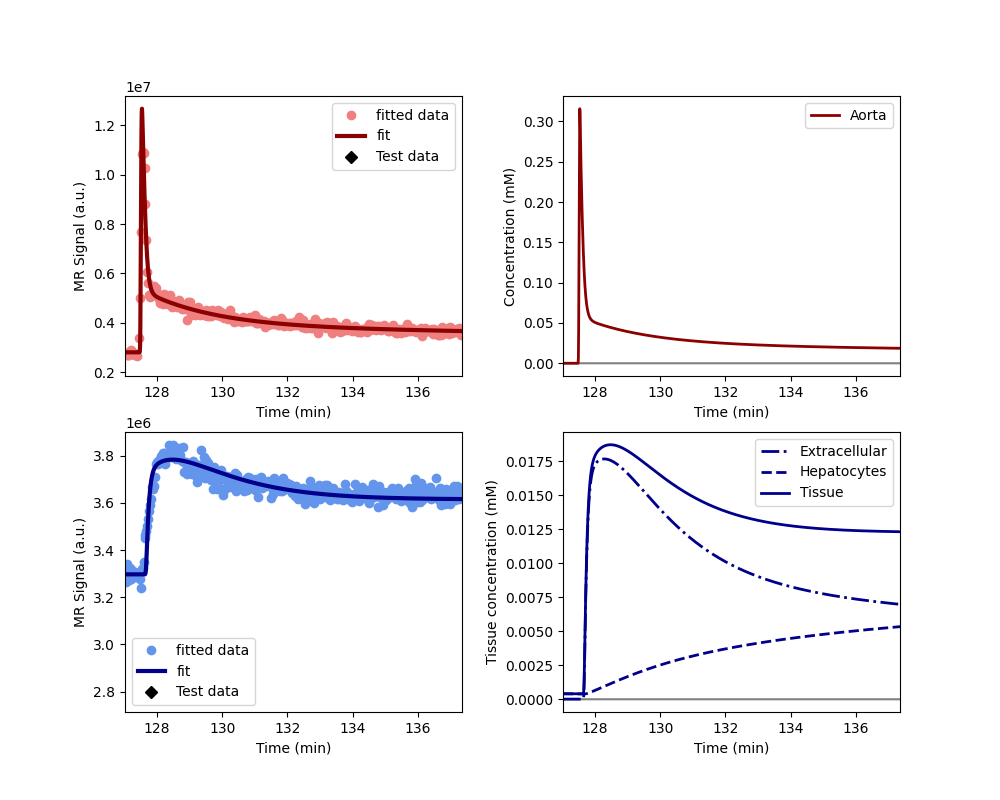 1e7
MR Signal (a.u.)
1.2
1.0
0.8
0.6
0.4
0.2
fitted data
fit
Test data
128 130 132 134 136
Time (min)
Concentration (mM)
0.30
0.25
0.20
0.15
0.10
0.05
0.00
Aorta
128 130 132 134 136
Time (min)
1e6
MR Signal (a.u.)
3.8
3.6
3.4
3.2
3.0
2.8
fitted data
fit
Test data
128 130 132 134 136
Time (min)
Tissue concentration (mM)
0.0175
0.0150
0.0125
0.0100
0.0075
0.0050
0.0025
0.0000
Extracellular
Hepatocytes
Tissue
128 130 132 134 136
Time (min)